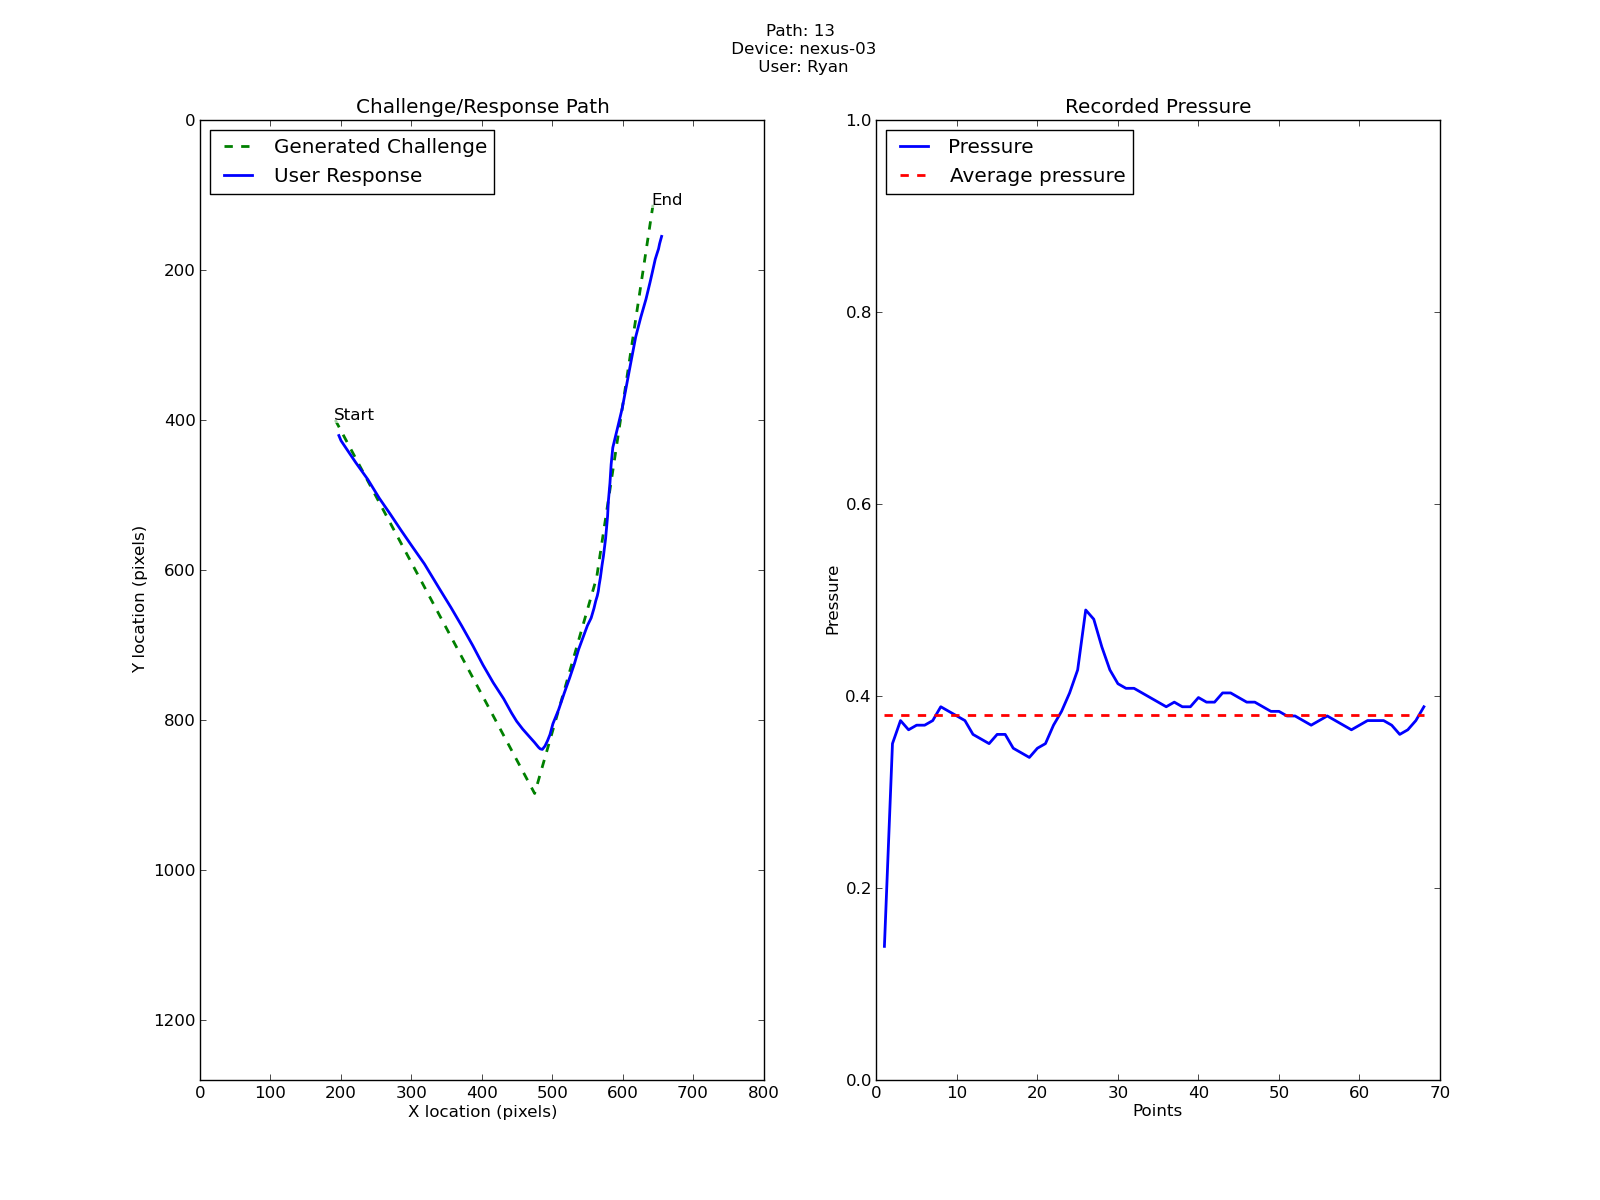 Path: 13
Device: nexus-03
User: Ryan
Challenge/Response Path
Generated Challenge
User Response
Start
End
0
200
400
600
800
1000
1200
Y location (pixels)
0 100 200 300 400 500 600 700 800
X location (pixels)
Recorded Pressure
Pressure
Average pressure
1.0
0.8
0.6
0.4
0.2
0.0
Pressure
0 10 20 30 40 50 60 70
Points